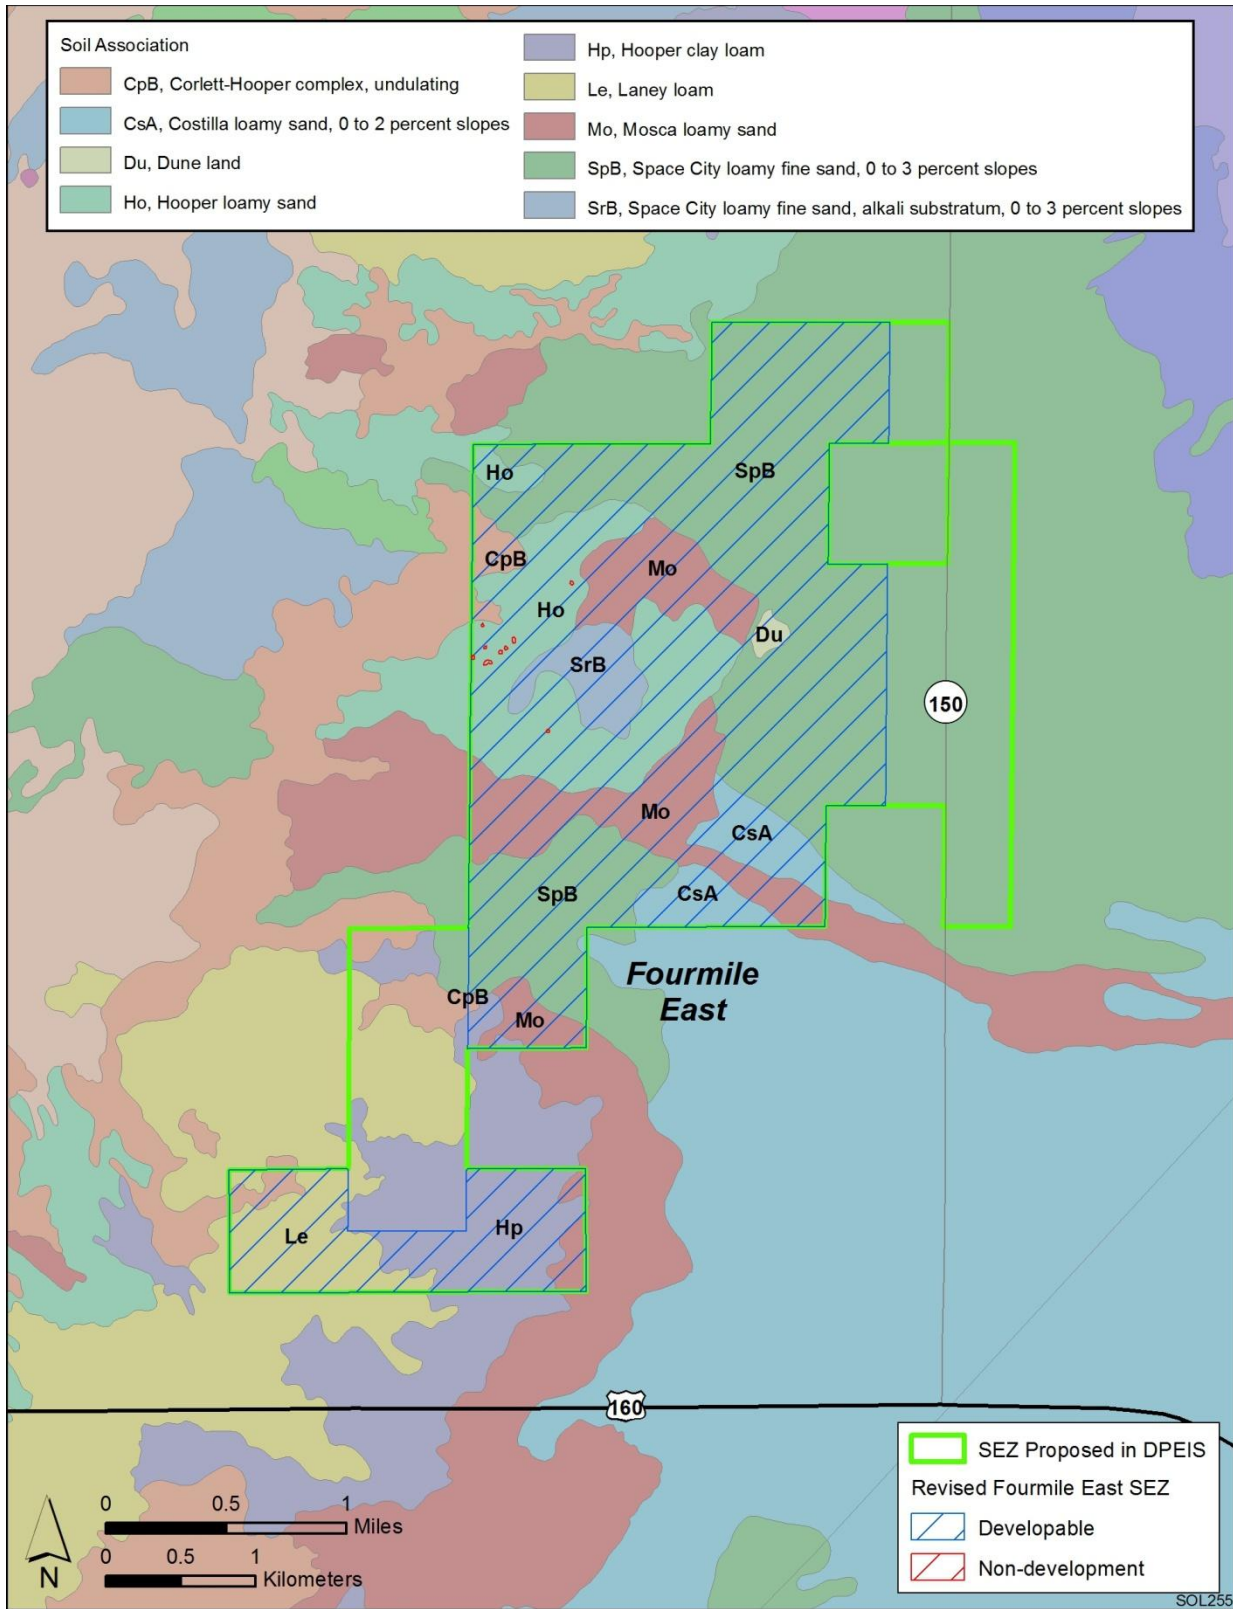 Soil Association
CpB, Corlett-Hooper complex, undulating
CsA, Costilla loamy sand, 0 to 2 percent slopes
Du, Dune land
Ho, Hooper loamy sand
Hp, Hooper clay loam
Le, Laney loam
Mo, Mosca loamy sand
SpB, Space City loamy fine sand, 0 to 3 percent slopes
SrB, Space City loamy fine sand, alkali substratum, 0 to 3 percent slopes
Ho
SpB
CpB
Mo
Ho
Du
SrB
150
Mo
CsA
SpB
CsA
Fourmile
East
CpB
Mo
Le
Hp
160
N
0 0.5 1
Miles
0 0.5 1
Kilometers
SEZ Proposed in DPEIS
Revised Fourmile East SEZ
Developable
Non-development
SOL255